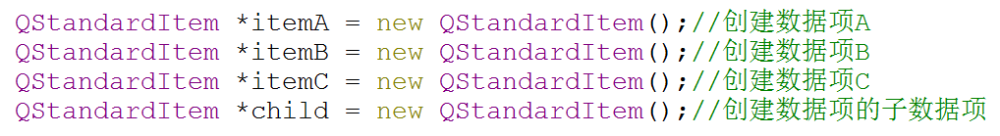 QStandardItem *itemA = new QStandardItem();//创建数据项A
QStandardItem *itemB = new QStandardItem();//创建数据项B
QStandardItem *itemC = new QStandardItem();//创建数据项C
QStandardItem *child = new QStandardItem();//创建数据项的子数据项